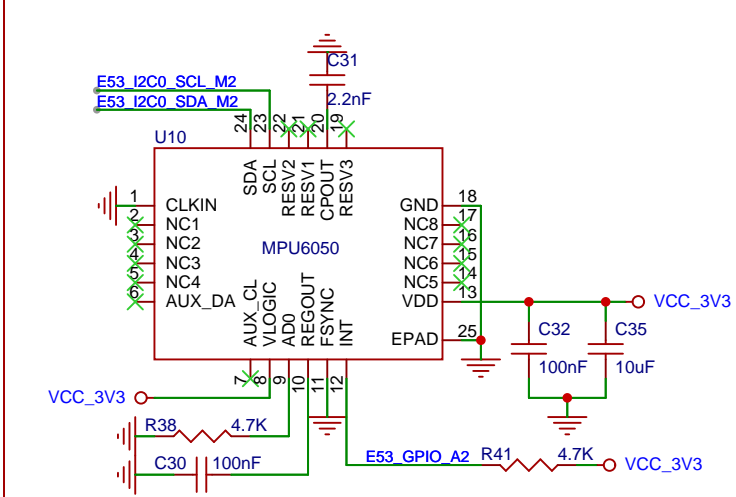 C31
2.2nF
E53_I2C0_SCL_M2
E53_I2C0_SDA_M2
24
23
22
21
20
19
U10
SDA
SCL
RESV2
RESV1
CPOUT
RESV3
1 CLKIN
2 NC1
3 NC2
4 NC3
5 NC4
6 AUX_DA
MPU6050
GND 18
NC8 17
NC7 16
NC6 15
NC5 14
VDD 13
EPAD 25
AUX_CL
VLOGIC
AD0
REGOUT
FSYNC
INT
7
8
9
10
11
12
VCC_3V3
C32
100nF
C35
10uF
VCC_3V3
R38 4.7K
C30 100nF
E53_GPIO_A2
R41 4.7K
VCC_3V3